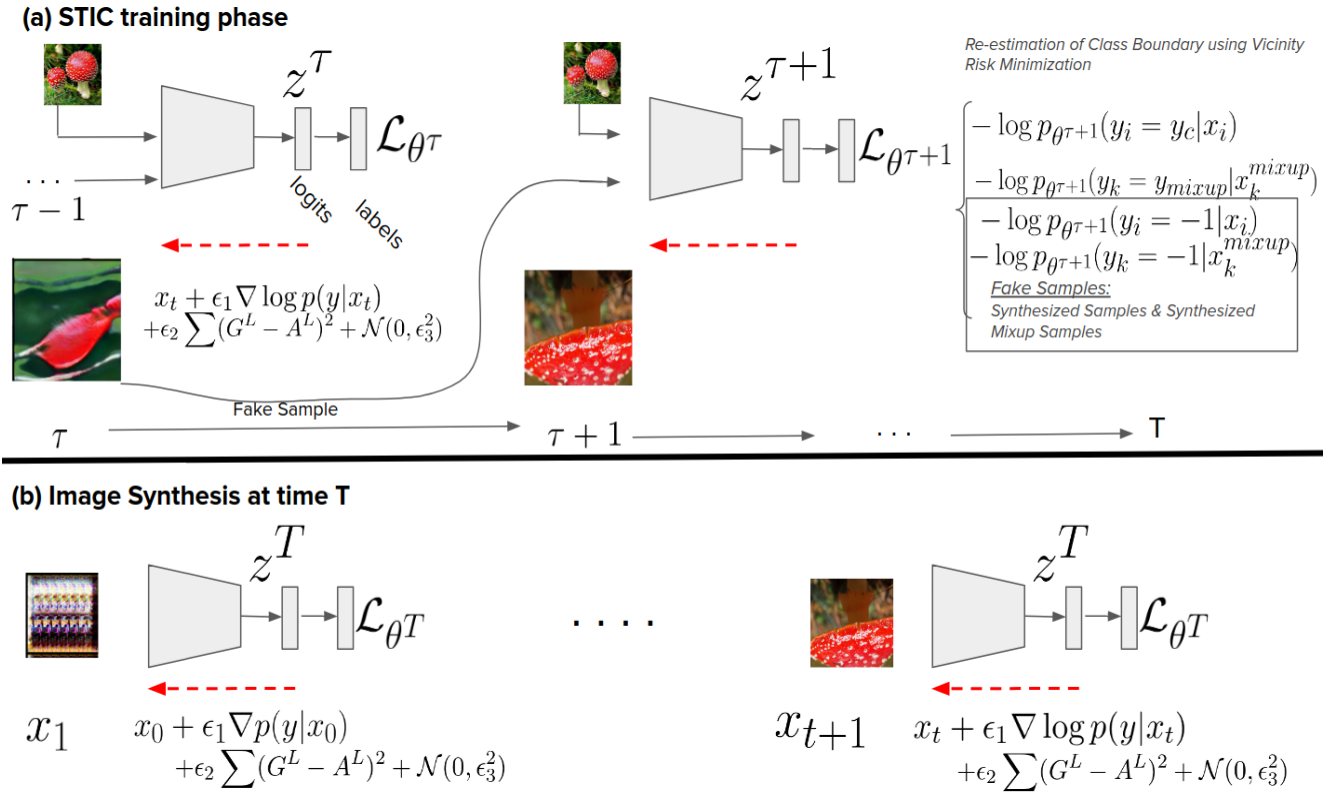 (a) STIC training phase
z^τ
ℒ_{θ^τ}
. . .
τ − 1
logits
labels
x_t + ϵ_1 ∇ log p(y|x_t)
+ϵ_2 ∑(G^L − A^L)^2 + 𝒩(0, ϵ_3^2)
Fake Sample
τ
z^{τ+1}
ℒ_{θ^{τ+1}}
τ + 1
. . .
T
Re-estimation of Class Boundary using Vicinity
Risk Minimization
− log p_{θ^{τ+1}}(y_i = y_c|x_i)
− log p_{θ^{τ+1}}(y_k = y_{mixup}|x_k^{mixup})
− log p_{θ^{τ+1}}(y_i = −1|x_i)
− log p_{θ^{τ+1}}(y_k = −1|x_k^{mixup})
Fake Samples:
Synthesized Samples & Synthesized
Mixup Samples
(b) Image Synthesis at time T
z^T
ℒ_{θ^T}
x_1
x_0 + ϵ_1 ∇p(y|x_0)
+ϵ_2 ∑(G^L − A^L)^2 + 𝒩(0, ϵ_3^2)
. . . .
z^T
ℒ_{θ^T}
x_{t+1}
x_t + ϵ_1 ∇ log p(y|x_t)
+ϵ_2 ∑(G^L − A^L)^2 + 𝒩(0, ϵ_3^2)